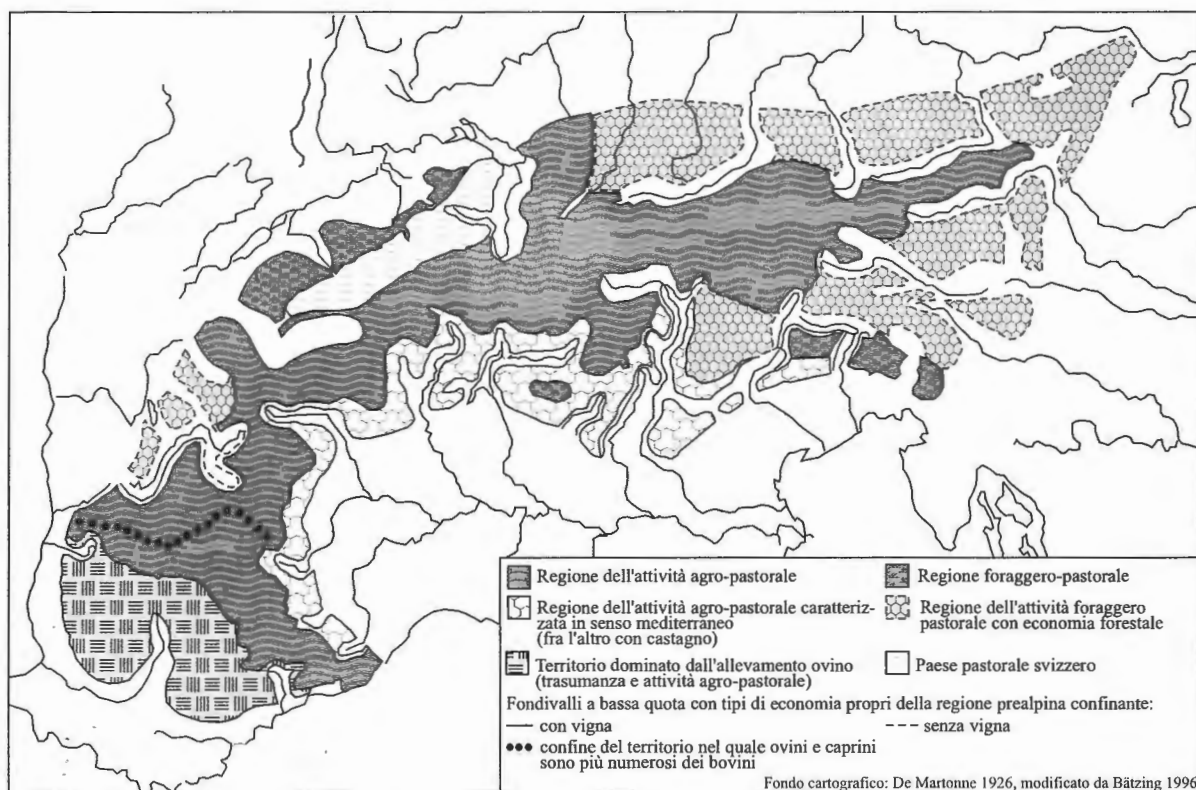 Regione dell'attività agro-pastorale
Regione dell'attività agro-pastorale caratteriz-
zata in senso mediterráneo
(fra l'altro con castagno)
Territorio dominato dall'allevamento ovino
(trasumanza e attività agro-pastorale)
Regione foraggero-pastorale
Regione dell'attività foraggero
pastorale con economia forestale
Paese pastorale svizzero
Fondivalli a bassa quota con tipi di economia propri della regione prealpina confinante:
con vigna
senza vigna
confine del territorio nel quale ovini e caprini
sono più numerosi dei bovini
Fondo cartografico: De Martonne 1926, modificato da Bätzing 1996